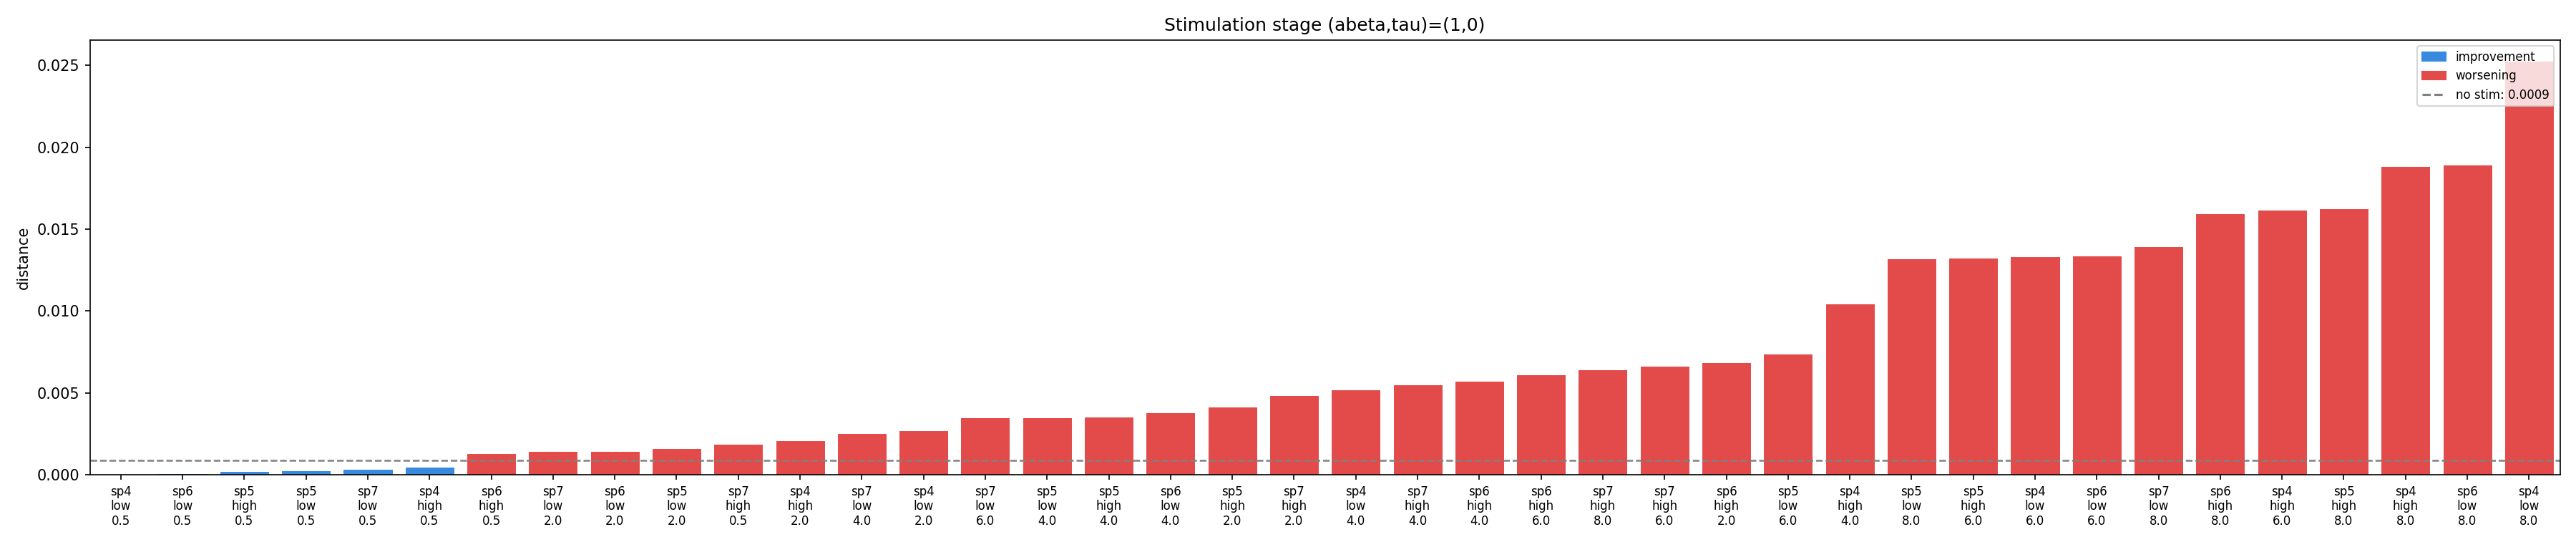 Stimulation stage (abeta,tau)=(1,0)
improvement
worsening
no stim: 0.0009
distance
0.025
0.020
0.015
0.010
0.005
0.000
sp4 sp6 sp5 sp5 sp7 sp4 sp6 sp7 sp6 sp5 sp7 sp4 sp7 sp4 sp7 sp5 sp5 sp6 sp5 sp7 sp4 sp7 sp6 sp6 sp7 sp7 sp6 sp5 sp4 sp5 sp5 sp4 sp6 sp7 sp6 sp4 sp5 sp4 sp6 sp4
low low high low low high high low low low high high low low low low high low high high low high high high high high high low high low high low low low high high high high low low
0.5 0.5 0.5 0.5 0.5 0.5 0.5 2.0 2.0 2.0 0.5 2.0 4.0 2.0 6.0 4.0 4.0 4.0 2.0 2.0 4.0 4.0 4.0 6.0 8.0 6.0 2.0 6.0 4.0 8.0 6.0 6.0 6.0 8.0 8.0 6.0 8.0 8.0 8.0 8.0